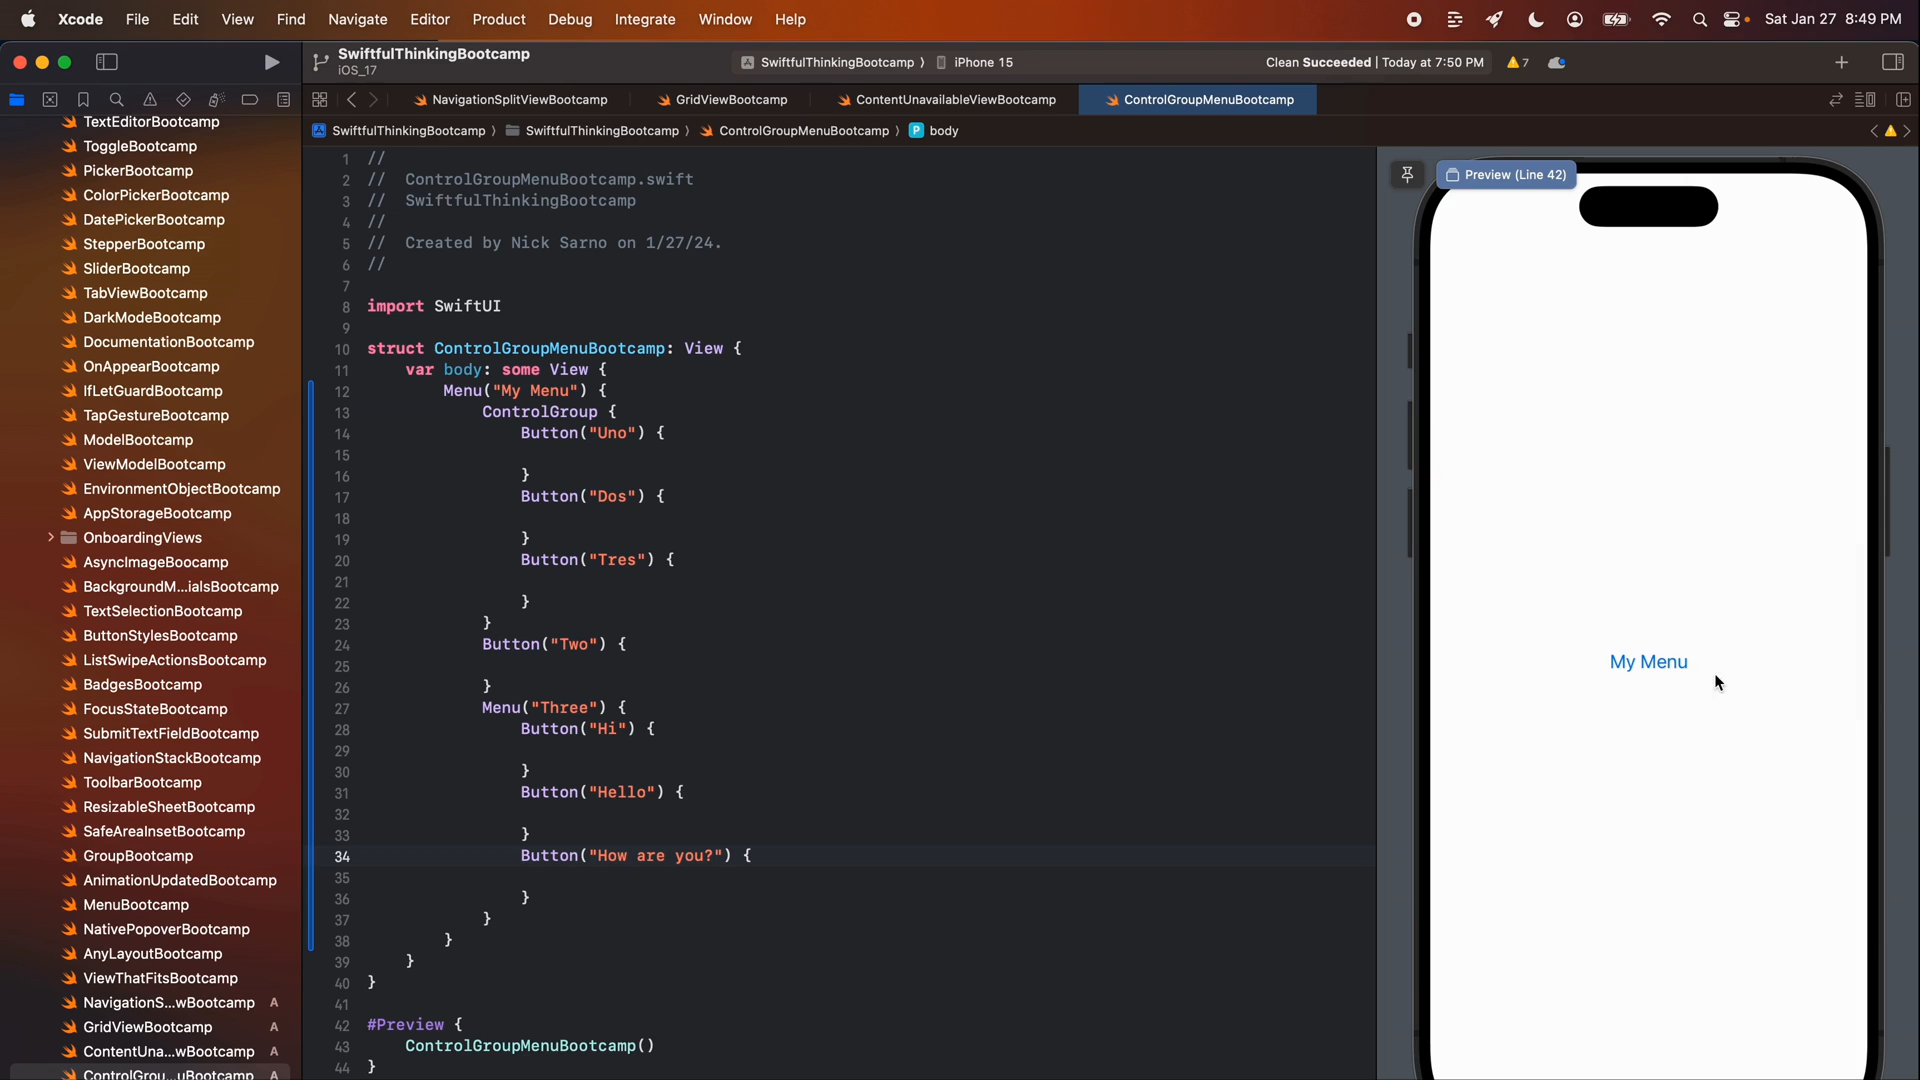 Xcode File Edit View Find Navigate Editor Product Debug Integrate Window Help Sat Jan 27 8:49 PM
SwiftfulThinkingBootcamp
iOS_17
SwiftfulThinkingBootcamp 〉 iPhone 15
Clean Succeeded | Today at 7:50 PM 7
NavigationSplitViewBootcamp GridViewBootcamp ContentUnavailableViewBootcamp ControlGroupMenuBootcamp
SwiftfulThinkingBootcamp 〉 SwiftfulThinkingBootcamp 〉 ControlGroupMenuBootcamp 〉 P body
TextEditorBootcamp
ToggleBootcamp
PickerBootcamp
ColorPickerBootcamp
DatePickerBootcamp
StepperBootcamp
SliderBootcamp
TabViewBootcamp
DarkModeBootcamp
DocumentationBootcamp
OnAppearBootcamp
IfLetGuardBootcamp
TapGestureBootcamp
ModelBootcamp
ViewModelBootcamp
EnvironmentObjectBootcamp
AppStorageBootcamp
OnboardingViews
AsyncImageBoocamp
BackgroundM...ialsBootcamp
TextSelectionBootcamp
ButtonStylesBootcamp
ListSwipeActionsBootcamp
BadgesBootcamp
FocusStateBootcamp
SubmitTextFieldBootcamp
NavigationStackBootcamp
ToolbarBootcamp
ResizableSheetBootcamp
SafeAreaInsetBootcamp
GroupBootcamp
AnimationUpdatedBootcamp
MenuBootcamp
NativePopoverBootcamp
AnyLayoutBootcamp
ViewThatFitsBootcamp
NavigationS...wBootcamp A
GridViewBootcamp A
ContentUna...wBootcamp A
ControlGrou...uBootcamp A
1 //
2 // ControlGroupMenuBootcamp.swift
3 // SwiftfulThinkingBootcamp
4 //
5 // Created by Nick Sarno on 1/27/24.
6 //
7
8 import SwiftUI
9
10 struct ControlGroupMenuBootcamp: View {
11 var body: some View {
12 Menu("My Menu") {
13 ControlGroup {
14 Button("Uno") {
15
16 }
17 Button("Dos") {
18
19 }
20 Button("Tres") {
21
22 }
23 }
24 Button("Two") {
25
26 }
27 Menu("Three") {
28 Button("Hi") {
29
30 }
31 Button("Hello") {
32
33 }
34 Button("How are you?") {
35
36 }
37 }
38 }
39 }
40 }
41
42 #Preview {
43 ControlGroupMenuBootcamp()
44 }
Preview (Line 42)
My Menu